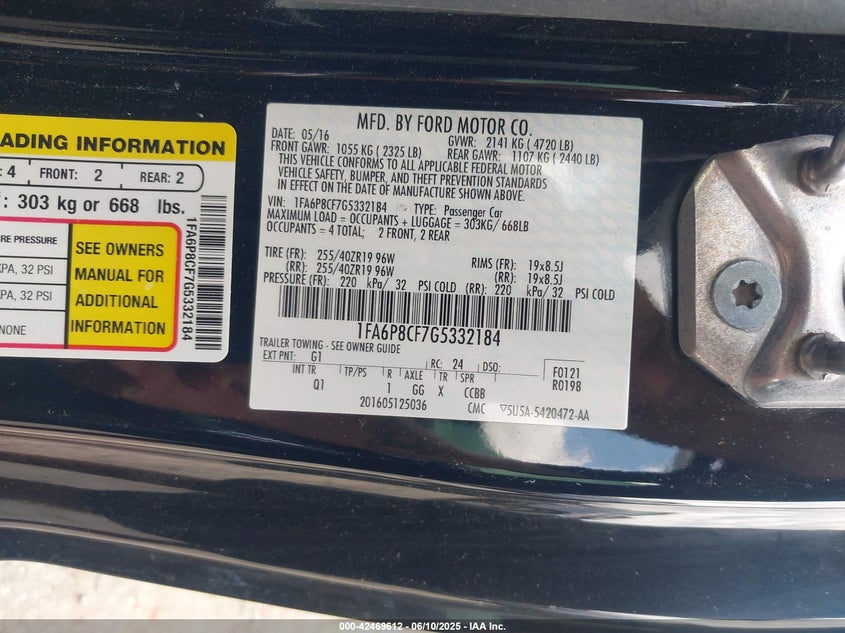 ADING INFORMATION
: 4 FRONT: 2 REAR: 2
: 303 kg or 668 lbs.
RE PRESSURE
PA, 32 PSI
PA, 32 PSI
NONE
SEE OWNERS
MANUAL FOR
ADDITIONAL
INFORMATION
1FA6P8CF7G5332184
MFD. BY FORD MOTOR CO.
DATE: 05/16 GVWR: 2141 KG ( 4720 LB)
FRONT GAWR: 1055 KG ( 2325 LB) REAR GAWR: 1107 KG ( 2440 LB)
THIS VEHICLE CONFORMS TO ALL APPLICABLE FEDERAL MOTOR
VEHICLE SAFETY, BUMPER, AND THEFT PREVENTION STANDARDS
IN EFFECT ON THE DATE OF MANUFACTURE SHOWN ABOVE.
VIN: 1FA6P8CF7G5332184 TYPE: Passenger Car
MAXIMUM LOAD = OCCUPANTS + LUGGAGE = 303KG/ 668LB
OCCUPANTS = 4 TOTAL; 2 FRONT, 2 REAR
TIRE (FR): 255/40ZR19 96W RIMS (FR): 19x8.5J
(RR): 255/40ZR19 96W (RR): 19x8.5J
PRESSURE (FR): 220 kPa/ 32 PSI COLD (RR): 220 kPa/ 32 PSI COLD
1FA6P8CF7G5332184
TRAILER TOWING - SEE OWNER GUIDE
EXT PNT: G1 RC: 24 DSO: F0121
INT TR TP/PS R AXLE TR SPR R0198
Q1 1 GG X CCBB
201605125036 CMC ▽5U5A-5420472-AA
000-42469612 - 06/10/2025 - IAA Inc.